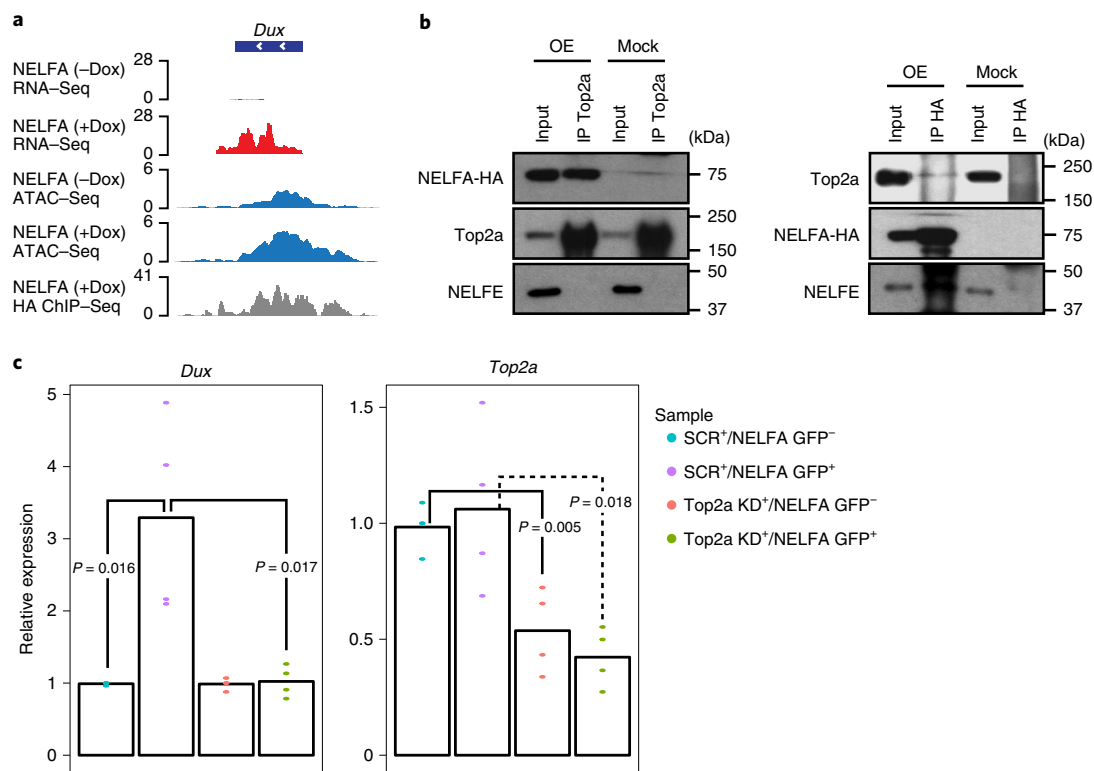 a
Dux
NELFA (–Dox)
RNA–Seq
28
0
NELFA (+Dox)
RNA–Seq
28
0
NELFA (–Dox)
ATAC–Seq
6
0
NELFA (+Dox)
ATAC–Seq
6
0
NELFA (+Dox)
HA ChIP–Seq
41
0
b
OE
Mock
Input
IP Top2a
Input
IP Top2a
(kDa)
NELFA-HA
75
Top2a
250
150
NELFE
50
37
OE
Mock
Input
IP HA
Input
IP HA
(kDa)
Top2a
250
150
NELFA-HA
75
NELFE
50
37
c
Dux
Relative expression
5
4
3
2
1
0
P = 0.016
P = 0.017
Top2a
1.5
1.0
0.5
0
P = 0.005
P = 0.018
Sample
SCR⁺/NELFA GFP⁻
SCR⁺/NELFA GFP⁺
Top2a KD⁺/NELFA GFP⁻
Top2a KD⁺/NELFA GFP⁺